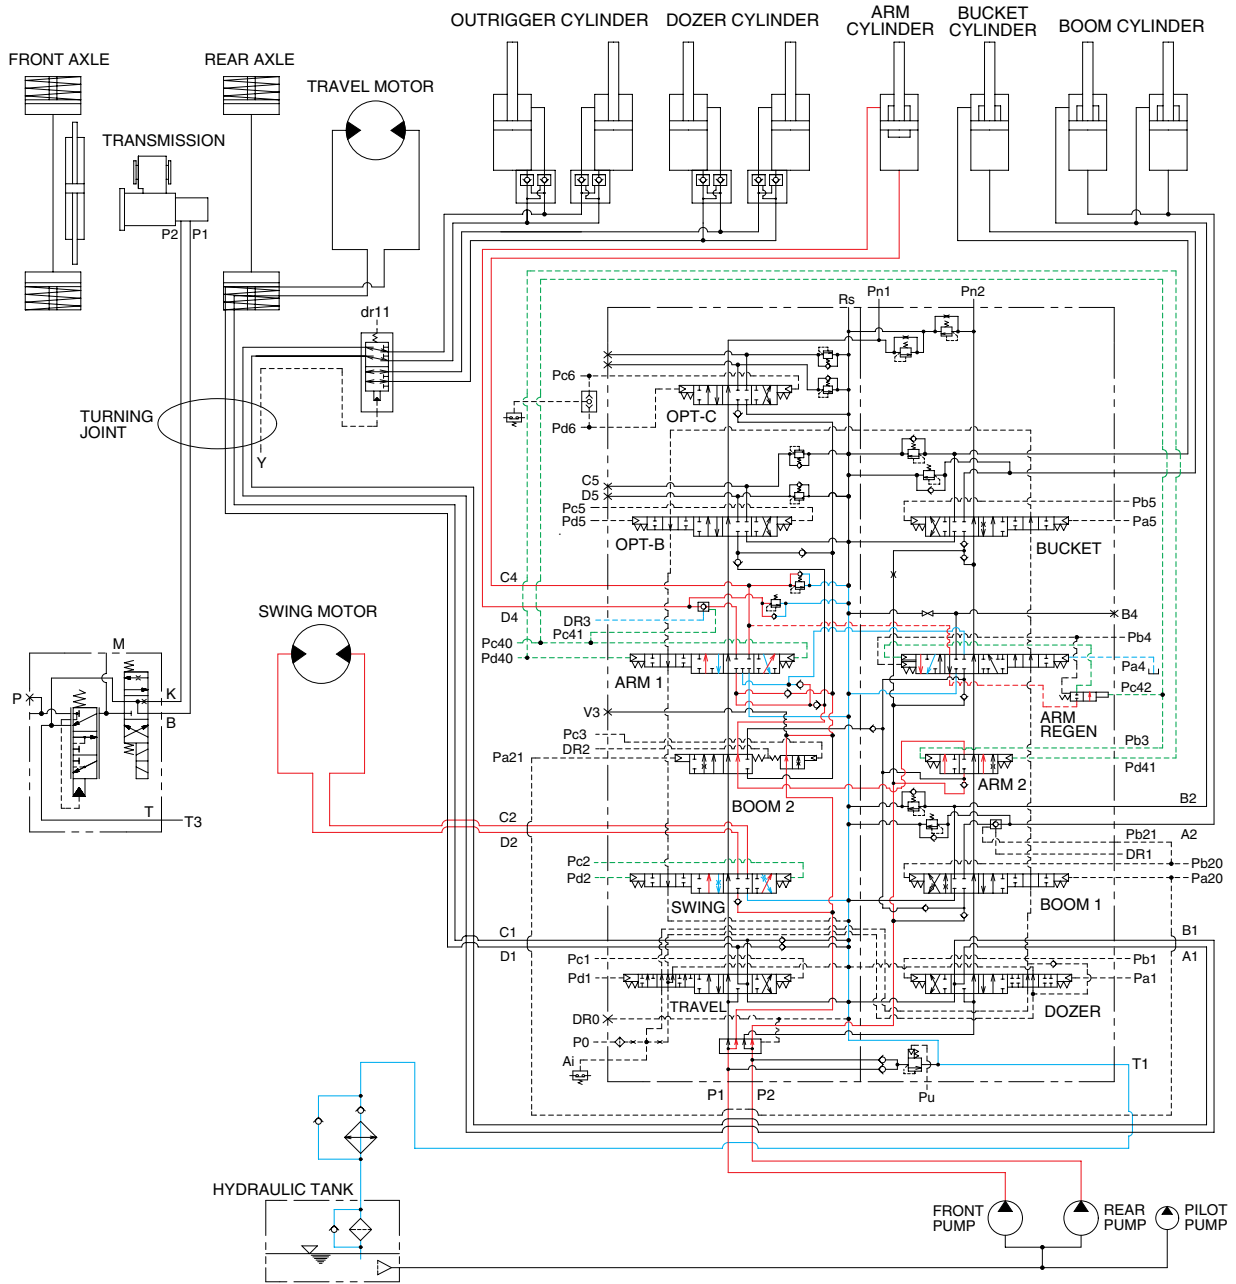 OUTRIGGER CYLINDER
DOZER CYLINDER
ARM
CYLINDER
BUCKET
CYLINDER
BOOM CYLINDER
FRONT AXLE
REAR AXLE
TRAVEL MOTOR
TRANSMISSION
P2
P1
dr11
Rs
Pn1
Pn2
TURNING
JOINT
Y
Pc6
Pd6
OPT-C
C5
D5
Pc5
Pd5
OPT-B
Pb5
Pa5
BUCKET
C4
D4
DR3
Pc41
Pc40
Pd40
ARM 1
B4
Pb4
Pa4
Pc42
ARM
REGEN
SWING MOTOR
M
P
K
B
T
T3
V3
Pc3
DR2
Pa21
BOOM 2
Pb3
Pd41
ARM 2
C2
D2
B2
A2
Pb21
DR1
Pc2
Pd2
SWING
Pb20
Pa20
BOOM 1
C1
D1
B1
A1
Pc1
Pd1
TRAVEL
Pb1
Pa1
DOZER
DR0
P0
Ai
T1
P1
P2
Pu
HYDRAULIC TANK
FRONT
PUMP
REAR
PUMP
PILOT
PUMP